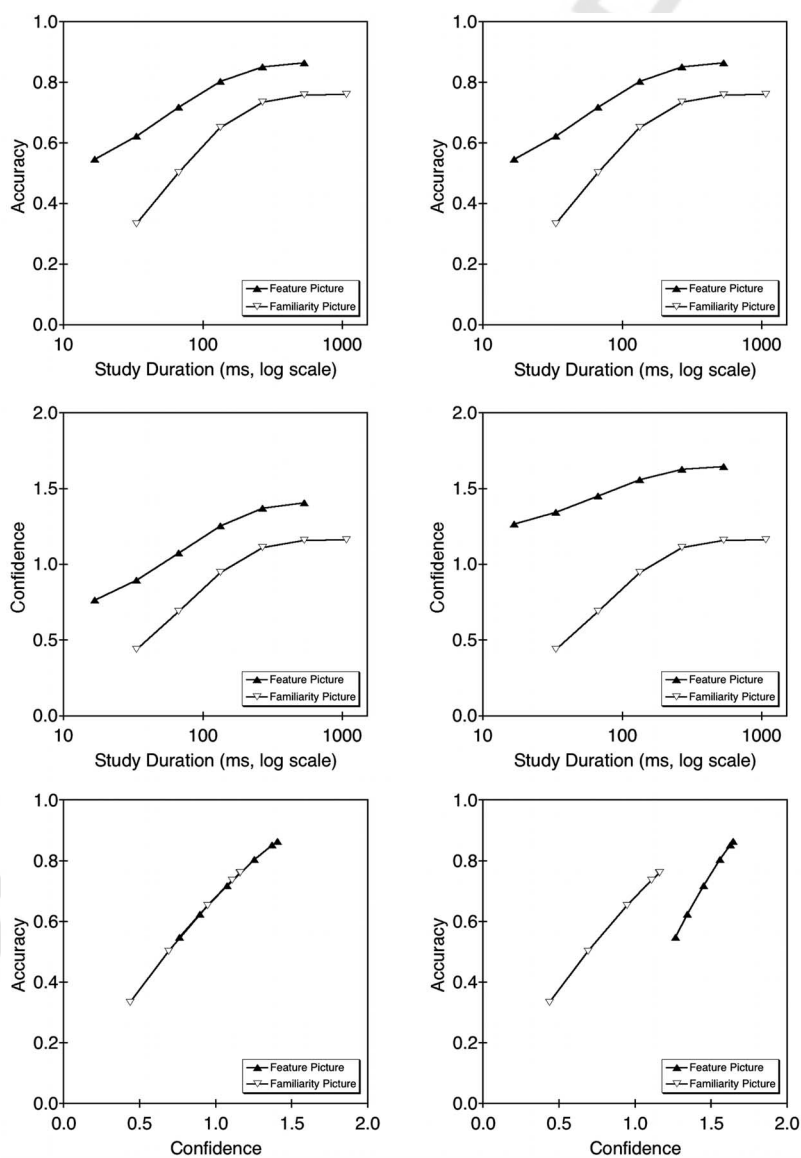 1.0
0.8
0.6
0.4
0.2
0.0
Accuracy
Feature Picture
Familiarity Picture
10 100 1000
Study Duration (ms, log scale)
1.0
0.8
0.6
0.4
0.2
0.0
Accuracy
Feature Picture
Familiarity Picture
10 100 1000
Study Duration (ms, log scale)
2.0
1.5
1.0
0.5
0.0
Confidence
Feature Picture
Familiarity Picture
10 100 1000
Study Duration (ms, log scale)
2.0
1.5
1.0
0.5
0.0
Confidence
Feature Picture
Familiarity Picture
10 100 1000
Study Duration (ms, log scale)
1.0
0.8
0.6
0.4
0.2
0.0
Accuracy
Feature Picture
Familiarity Picture
0.0 0.5 1.0 1.5 2.0
Confidence
1.0
0.8
0.6
0.4
0.2
0.0
Accuracy
Feature Picture
Familiarity Picture
0.0 0.5 1.0 1.5 2.0
Confidence